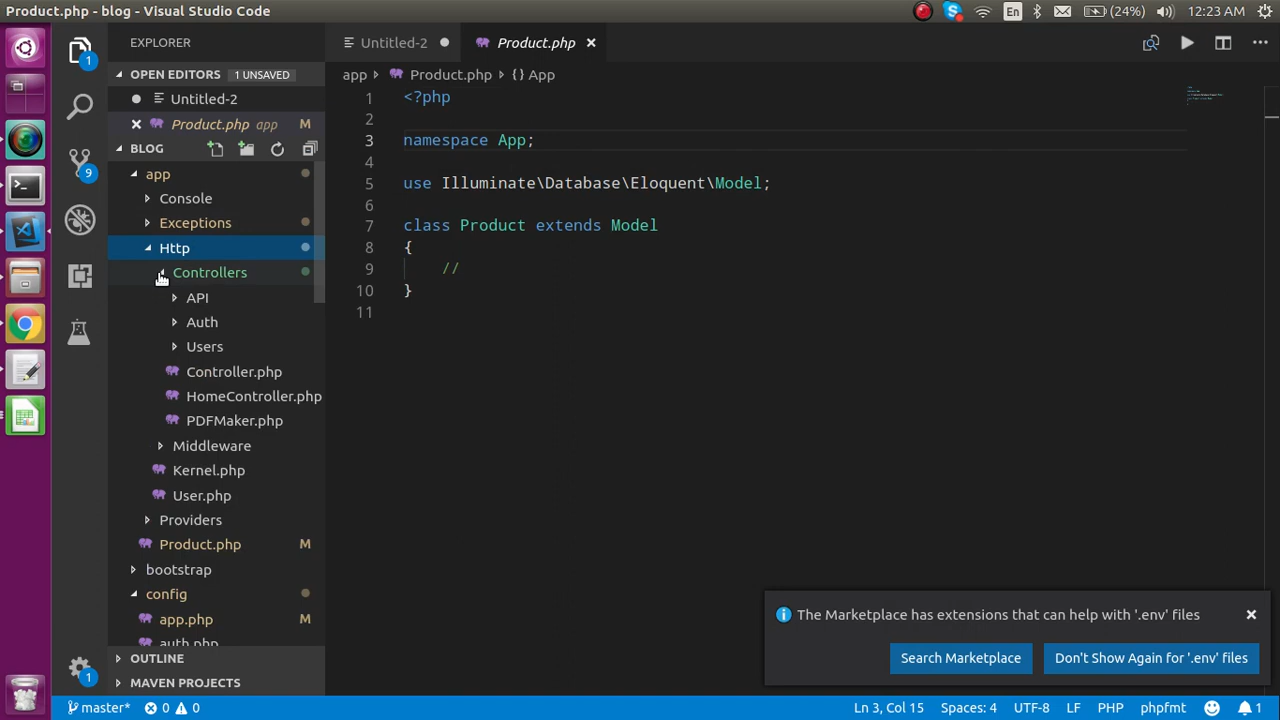 Product.php - blog - Visual Studio Code
En
(24%)
12:23 AM
EXPLORER
Untitled-2
Product.php
OPEN EDITORS
1 UNSAVED
Untitled-2
Product.php app
M
BLOG
app
Console
Exceptions
Http
Controllers
API
Auth
Users
Controller.php
HomeController.php
PDFMaker.php
Middleware
Kernel.php
User.php
Providers
Product.php
M
bootstrap
config
app.php
M
auth.php
OUTLINE
MAVEN PROJECTS
1
9
1
app
Product.php
{} App
1 <?php
2
3 namespace App;
4
5 use Illuminate\Database\Eloquent\Model;
6
7 class Product extends Model
8 {
9 //
10 }
11
The Marketplace has extensions that can help with '.env' files
Search Marketplace
Don't Show Again for '.env' files
master*
0
0
Ln 3, Col 15
Spaces: 4
UTF-8
LF
PHP
phpfmt
1